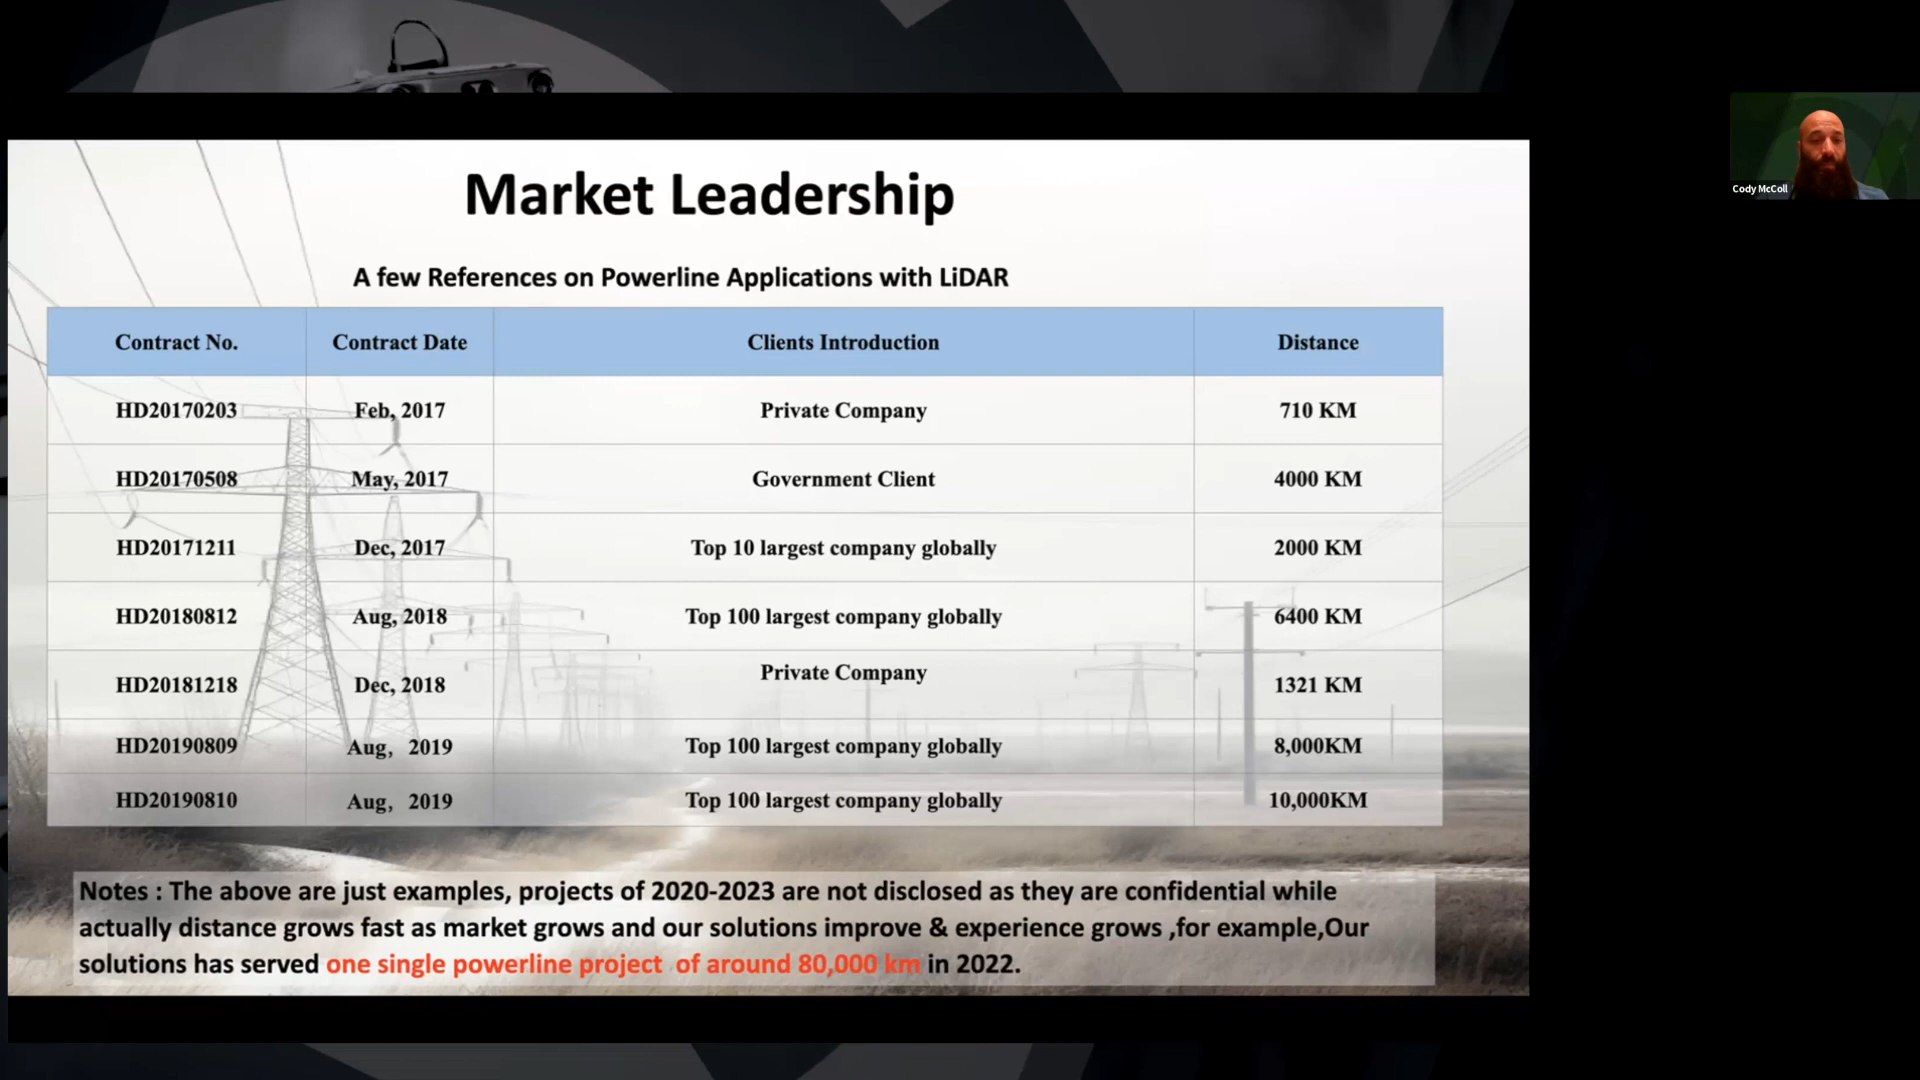 Market Leadership
Cody McColl
A few References on Powerline Applications with LiDAR
Contract No. Contract Date Clients Introduction Distance
HD20170203 Feb, 2017 Private Company 710 KM
HD20170508 May, 2017 Government Client 4000 KM
HD20171211 Dec, 2017 Top 10 largest company globally 2000 KM
HD20180812 Aug, 2018 Top 100 largest company globally 6400 KM
HD20181218 Dec, 2018 Private Company 1321 KM
HD20190809 Aug, 2019 Top 100 largest company globally 8,000KM
HD20190810 Aug, 2019 Top 100 largest company globally 10,000KM
Notes : The above are just examples, projects of 2020-2023 are not disclosed as they are confidential while
actually distance grows fast as market grows and our solutions improve & experience grows ,for example,Our
solutions has served one single powerline project of around 80,000 km in 2022.